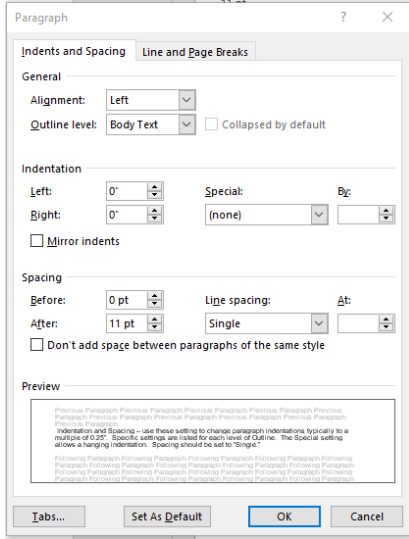 Paragraph ? ×
Indents and Spacing Line and Page Breaks
General
Alignment: Left
Outline level: Body Text Collapsed by default
Indentation
Left: 0" Special: By:
Right: 0" (none)
Mirror indents
Spacing
Before: 0 pt Line spacing: At:
After: 11 pt Single
Don't add space between paragraphs of the same style
Preview
Previous Paragraph Previous Paragraph Previous Paragraph Previous Paragraph Previous
Paragraph Previous Paragraph Previous Paragraph Previous Paragraph Previous Paragraph
Previous Paragraph
Indentation and Spacing – use these setting to change paragraph indentations typically to a
multiple of 0.25". Specific settings are listed for each level of Outline. The Special setting
allows a hanging indentation. Spacing should be set to "Single."
Following Paragraph Following Paragraph Following Paragraph Following Paragraph
Following Paragraph Following Paragraph Following Paragraph Following Paragraph
Following Paragraph Following Paragraph Following Paragraph Following Paragraph
Following Paragraph Following Paragraph Following Paragraph Following Paragraph
Tabs... Set As Default OK Cancel